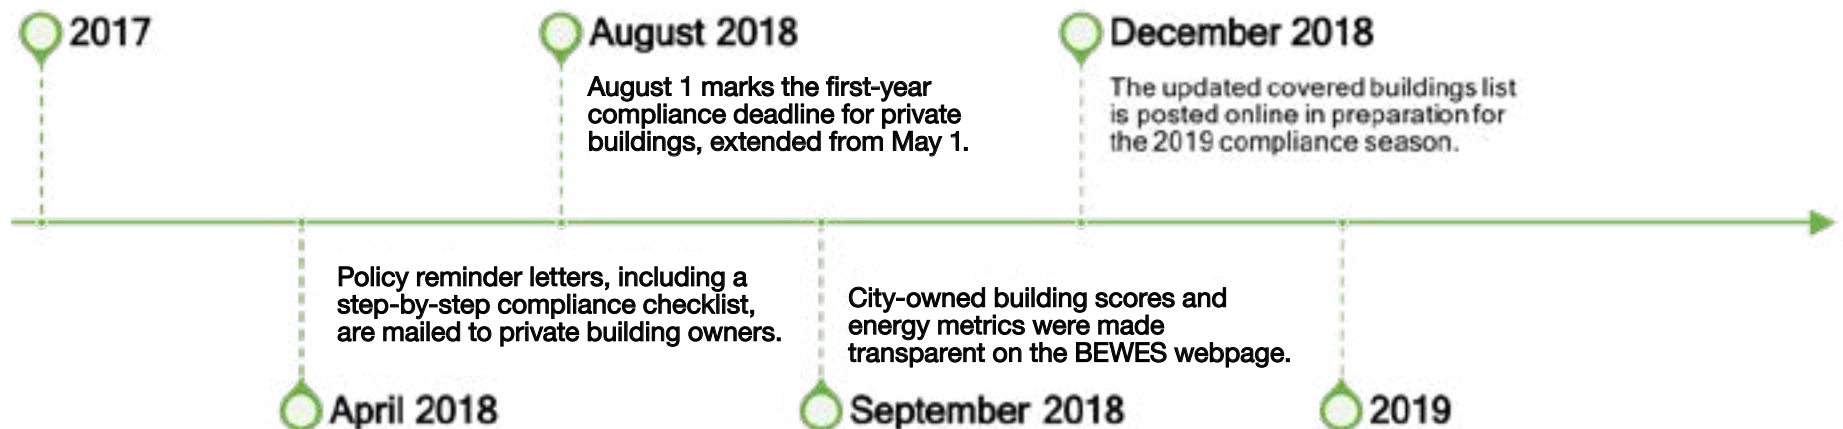 2017
August 2018
August 1 marks the first-year
compliance deadline for private
buildings, extended from May 1.
December 2018
The updated covered buildings list
is posted online in preparation for
the 2019 compliance season.
Policy reminder letters, including a
step-by-step compliance checklist,
are mailed to private building owners.
April 2018
City-owned building scores and
energy metrics were made
transparent on the BEWES webpage.
September 2018
2019